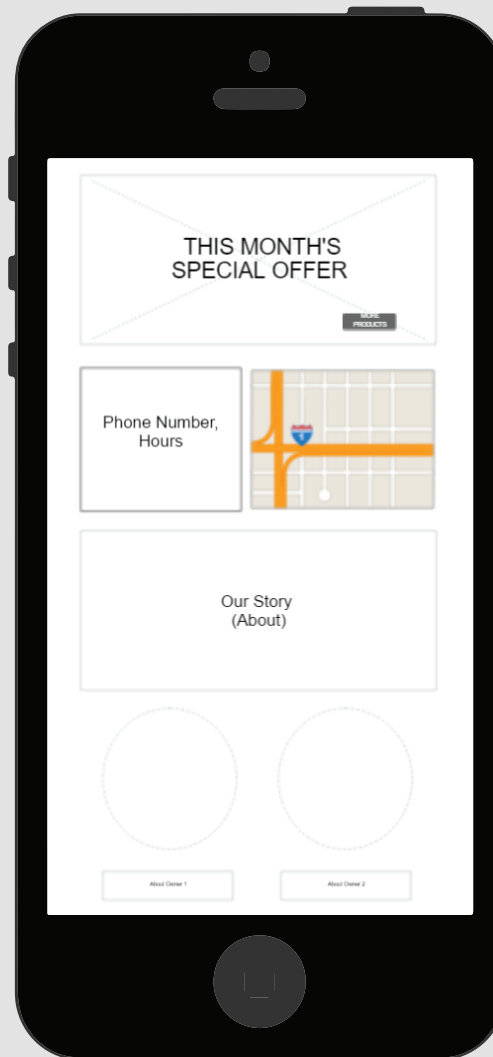 THIS MONTH'S
SPECIAL OFFER
MORE
PRODUCTS
Phone Number,
Hours
Our Story
(About)
About Owner 1
About Owner 2